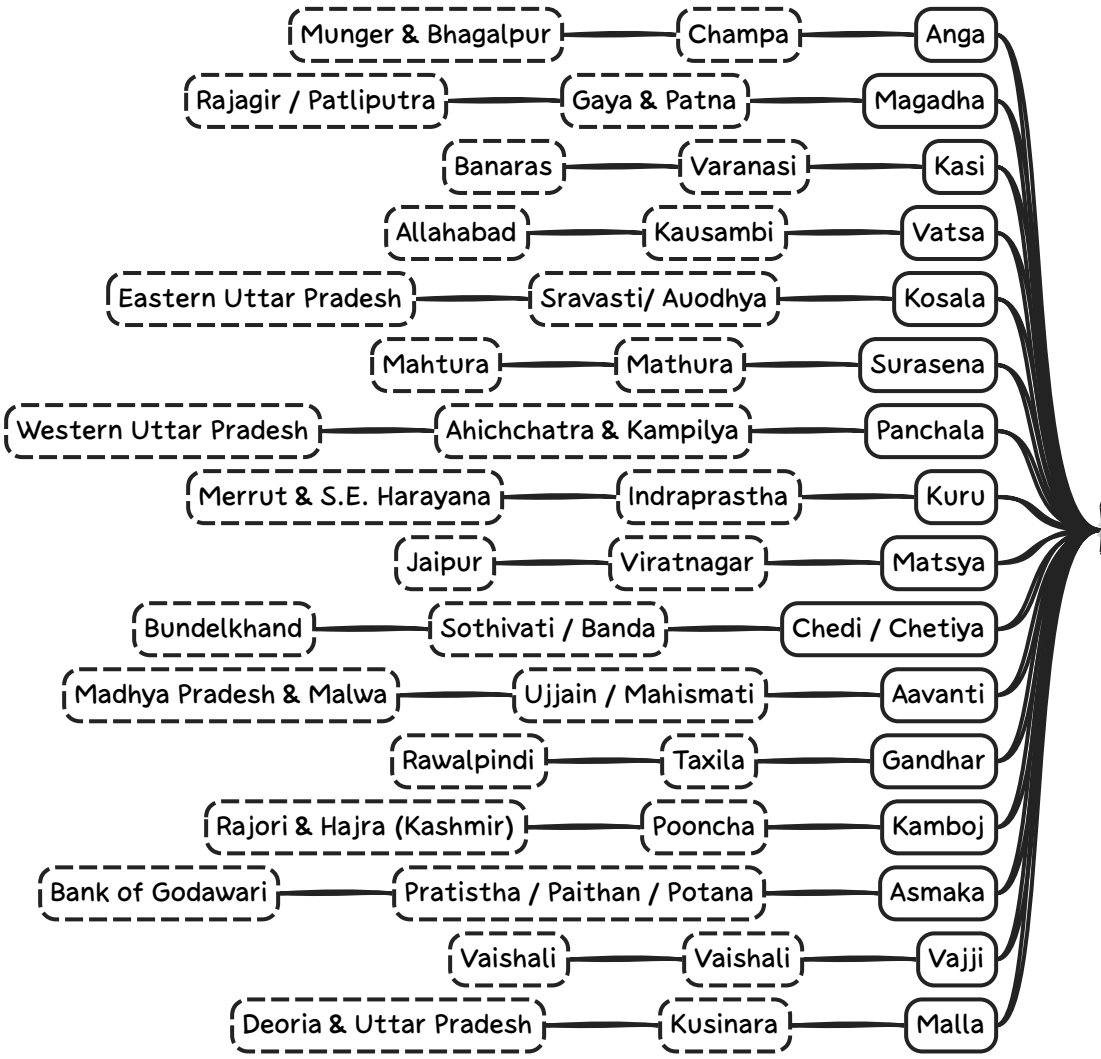 Munger & Bhagalpur Champa Anga
Rajagir / Patliputra Gaya & Patna Magadha
Banaras Varanasi Kasi
Allahabad Kausambi Vatsa
Eastern Uttar Pradesh Sravasti/ Auodhya Kosala
Mahtura Mathura Surasena
Western Uttar Pradesh Ahichchatra & Kampilya Panchala
Merrut & S.E. Harayana Indraprastha Kuru
Jaipur Viratnagar Matsya
Bundelkhand Sothivati / Banda Chedi / Chetiya
Madhya Pradesh & Malwa Ujjain / Mahismati Aavanti
Rawalpindi Taxila Gandhar
Rajori & Hajra (Kashmir) Pooncha Kamboj
Bank of Godawari Pratistha / Paithan / Potana Asmaka
Vaishali Vaishali Vajji
Deoria & Uttar Pradesh Kusinara Malla